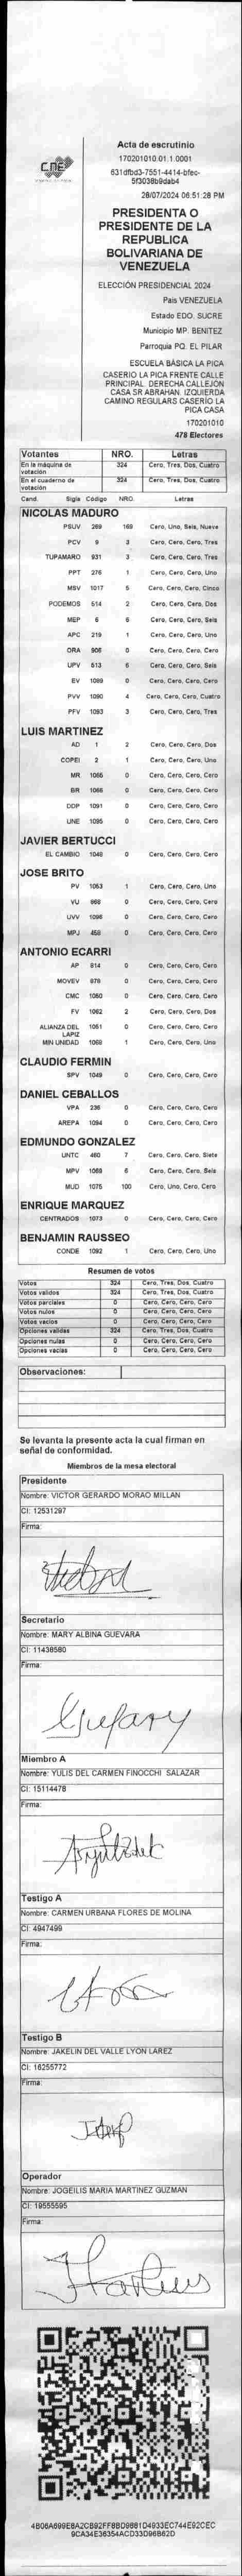 CNE
Acta de escrutinio
170201010.01.1.0001
631dfbd3-7551-4414-bfec-
5f3038b9dab4
28/07/2024 06:51:28 PM
PRESIDENTA O
PRESIDENTE DE LA
REPUBLICA
BOLIVARIANA DE
VENEZUELA
ELECCIÓN PRESIDENCIAL 2024
Pais VENEZUELA
Estado EDO. SUCRE
Municipio MP. BENITEZ
Parroquia PQ. EL PILAR
ESCUELA BÁSICA LA PICA
CASERIO LA PICA FRENTE CALLE
PRINCIPAL. DERECHA CALLEJÓN
CASA SR ABRAHAN. IZQUIERDA
CAMINO REGULARS CASERÍO LA
PICA CASA
170201010
478 Electores
Votantes NRO. Letras
En la máquina de votación 324 Cero, Tres, Dos, Cuatro
En el cuaderno de votación 324 Cero, Tres, Dos, Cuatro
Cand. Sigla Código NRO. Letras
NICOLAS MADURO
PSUV 269 169 Cero, Uno, Seis, Nueve
PCV 9 3 Cero, Cero, Cero, Tres
TUPAMARO 931 3 Cero, Cero, Cero, Tres
PPT 276 1 Cero, Cero, Cero, Uno
MSV 1017 5 Cero, Cero, Cero, Cinco
PODEMOS 514 2 Cero, Cero, Cero, Dos
MEP 6 6 Cero, Cero, Cero, Seis
APC 219 1 Cero, Cero, Cero, Uno
ORA 906 0 Cero, Cero, Cero, Cero
UPV 513 6 Cero, Cero, Cero, Seis
EV 1099 0 Cero, Cero, Cero, Cero
PVV 1090 4 Cero, Cero, Cero, Cuatro
PFV 1093 3 Cero, Cero, Cero, Tres
LUIS MARTINEZ
AD 1 2 Cero, Cero, Cero, Dos
COPEI 2 1 Cero, Cero, Cero, Uno
MR 1065 0 Cero, Cero, Cero, Cero
BR 1066 0 Cero, Cero, Cero, Cero
DDP 1091 0 Cero, Cero, Cero, Cero
UNE 1095 0 Cero, Cero, Cero, Cero
JAVIER BERTUCCI
EL CAMBIO 1048 0 Cero, Cero, Cero, Cero
JOSE BRITO
PV 1053 1 Cero, Cero, Cero, Uno
VU 968 0 Cero, Cero, Cero, Cero
UVV 1096 0 Cero, Cero, Cero, Cero
MPJ 458 0 Cero, Cero, Cero, Cero
ANTONIO ECARRI
AP 814 0 Cero, Cero, Cero, Cero
MOVEV 978 0 Cero, Cero, Cero, Cero
CMC 1050 0 Cero, Cero, Cero, Cero
FV 1062 2 Cero, Cero, Cero, Dos
ALIANZA DEL LAPIZ 1051 0 Cero, Cero, Cero, Cero
MIN UNIDAD 1068 1 Cero, Cero, Cero, Uno
CLAUDIO FERMIN
SPV 1049 0 Cero, Cero, Cero, Cero
DANIEL CEBALLOS
VPA 236 0 Cero, Cero, Cero, Cero
AREPA 1094 0 Cero, Cero, Cero, Cero
EDMUNDO GONZALEZ
UNTC 460 7 Cero, Cero, Cero, Siete
MPV 1069 6 Cero, Cero, Cero, Seis
MUD 1075 100 Cero, Uno, Cero, Cero
ENRIQUE MARQUEZ
CENTRADOS 1073 0 Cero, Cero, Cero, Cero
BENJAMIN RAUSSEO
CONDE 1092 1 Cero, Cero, Cero, Uno
Resumen de votos
Votos 324 Cero, Tres, Dos, Cuatro
Votos validos 324 Cero, Tres, Dos, Cuatro
Votos parciales 0 Cero, Cero, Cero, Cero
Votos nulos 0 Cero, Cero, Cero, Cero
Votos vacios 0 Cero, Cero, Cero, Cero
Opciones validas 324 Cero, Tres, Dos, Cuatro
Opciones nulas 0 Cero, Cero, Cero, Cero
Opciones vacias 0 Cero, Cero, Cero, Cero
Observaciones:
Se levanta la presente acta la cual firman en
señal de conformidad.
Miembros de la mesa electoral
Presidente
Nombre: VICTOR GERARDO MORAO MILLAN
CI: 12531297
Firma:
Secretario
Nombre: MARY ALBINA GUEVARA
CI: 11438580
Firma:
Miembro A
Nombre: YULIS DEL CARMEN FINOCCHI SALAZAR
CI: 15114478
Firma:
Testigo A
Nombre: CARMEN URBANA FLORES DE MOLINA
CI: 4947499
Firma:
Testigo B
Nombre: JAKELIN DEL VALLE LYON LAREZ
CI: 16255772
Firma:
Operador
Nombre: JOGEILIS MARIA MARTINEZ GUZMAN
CI: 19555595
Firma:
4B08A699E8A2CB92FF8BD9881D4933EC744E92CEC
9CA34E36354ACD33D96B62D